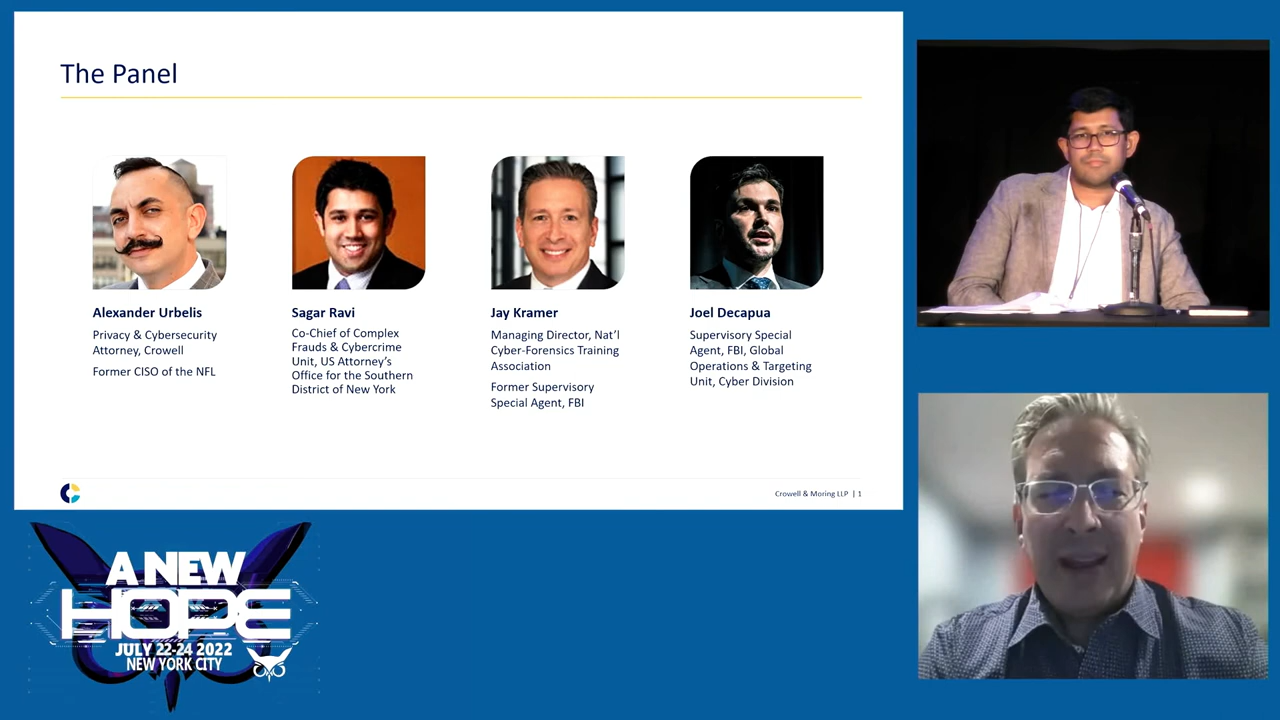 The Panel
Alexander Urbelis
Privacy & Cybersecurity
Attorney, Crowell
Former CISO of the NFL
Sagar Ravi
Co-Chief of Complex
Frauds & Cybercrime
Unit, US Attorney's
Office for the Southern
District of New York
Jay Kramer
Managing Director, Nat'l
Cyber-Forensics Training
Association
Former Supervisory
Special Agent, FBI
Joel Decapua
Supervisory Special
Agent, FBI, Global
Operations & Targeting
Unit, Cyber Division
Crowell & Moring LLP | 1
A NEW
HOPE
JULY 22-24 2022
NEW YORK CITY